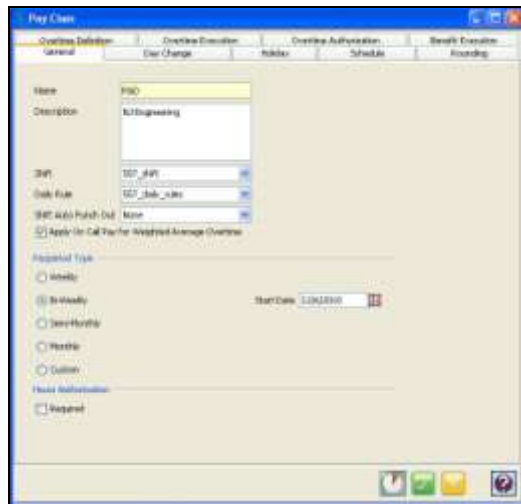 Pay Class
Overtime Definition Overtime Execution Overtime Authorization Benefit Execution
General Day Change Holiday Schedule Rounding
Name
Description Engineering
Shift
Daily Rule
Shift Auto Punch Out None
Apply On Call Pay for Weighted Average Overtime
Payperiod Type
Weekly
Bi-Weekly Start Date
Semi-Monthly
Monthly
Custom
Hours Authorization
Required